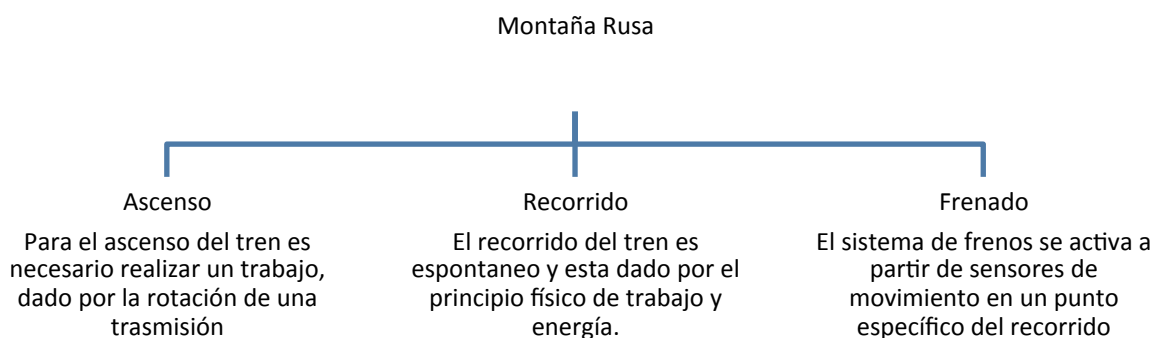 Montaña Rusa
Ascenso
Para el ascenso del tren es
necesario realizar un trabajo,
dado por la rotación de una
trasmisión
Recorrido
El recorrido del tren es
espontaneo y esta dado por el
principio físico de trabajo y
energía.
Frenado
El sistema de frenos se activa a
partir de sensores de
movimiento en un punto
específico del recorrido